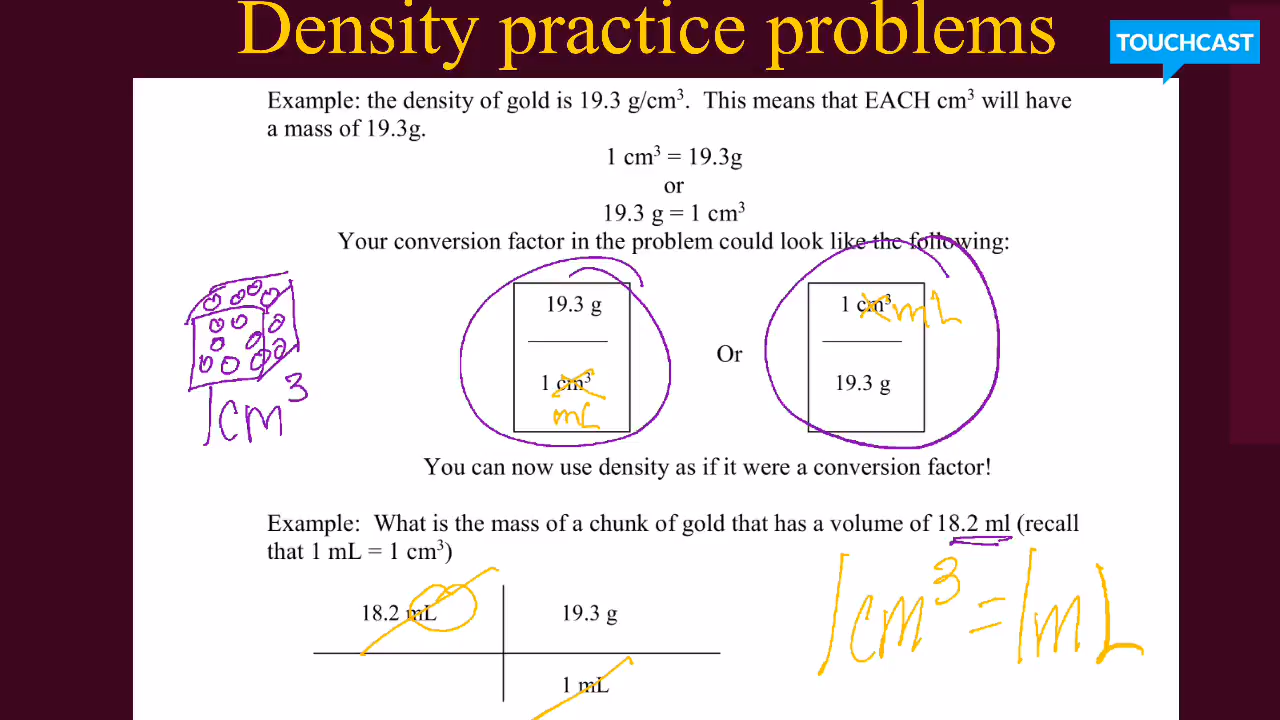 Density practice problems
TOUCHCAST
Example: the density of gold is 19.3 g/cm³. This means that EACH cm³ will have
a mass of 19.3g.
1 cm³ = 19.3g
or
19.3 g = 1 cm³
Your conversion factor in the problem could look like the following:
19.3 g
1 cm³
mL
Or
1 cm³ mL
19.3 g
1cm³
You can now use density as if it were a conversion factor!
Example: What is the mass of a chunk of gold that has a volume of 18.2 ml (recall
that 1 mL = 1 cm³)
18.2 mL
19.3 g
1 mL
1cm³=1mL